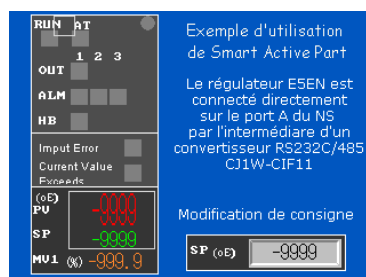 RUN AT
1 2 3
OUT
ALM
HB
Imput Error
Current Value
Exceeds
(oE)
PV -9999
SP -9999
MV1 (%) -999.9
Exemple d'utilisation
de Smart Active Part
Le régulateur E5EN est
connecté directement
sur le port A du NS
par l'intermédiare d'un
convertisseur RS232C/485
CJ1W-CIF11
Modification de consigne
SP (oE) -9999